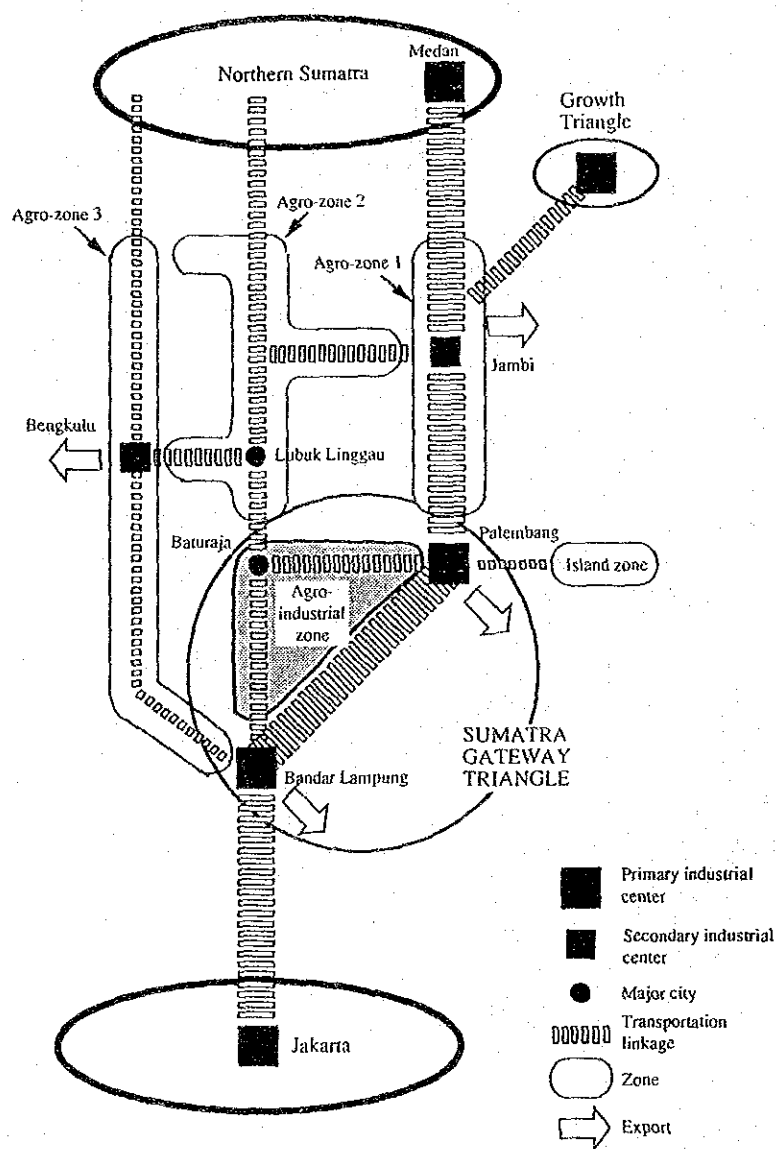 Medan
Northern Sumatra
Growth
Triangle
Agro-zone 3
Agro-zone 2
Agro-zone 1
Jambi
Bengkulu
Lubuk Linggau
Palembang
Baturaja
Island zone
Agro-
industrial
zone
SUMATRA
GATEWAY
TRIANGLE
Bandar Lampung
Primary industrial
center
Secondary industrial
center
Major city
Transportation
linkage
Zone
Export
Jakarta